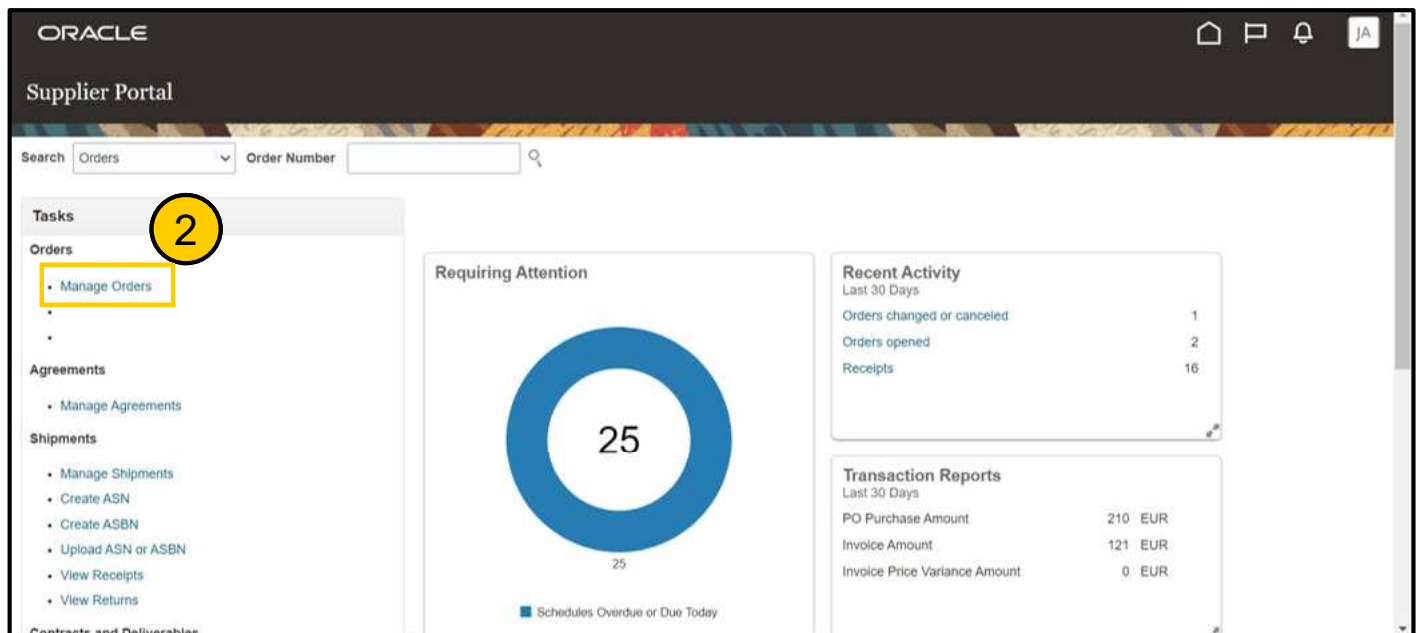 ORACLE
JA
Supplier Portal
Search Orders Order Number
Tasks
2
Orders
• Manage Orders
•
•
Agreements
• Manage Agreements
Shipments
• Manage Shipments
• Create ASN
• Create ASBN
• Upload ASN or ASBN
• View Receipts
• View Returns
Contracts and Deliverables
Requiring Attention
25
25
Schedules Overdue or Due Today
Recent Activity
Last 30 Days
Orders changed or canceled 1
Orders opened 2
Receipts 16
Transaction Reports
Last 30 Days
PO Purchase Amount 210 EUR
Invoice Amount 121 EUR
Invoice Price Variance Amount 0 EUR